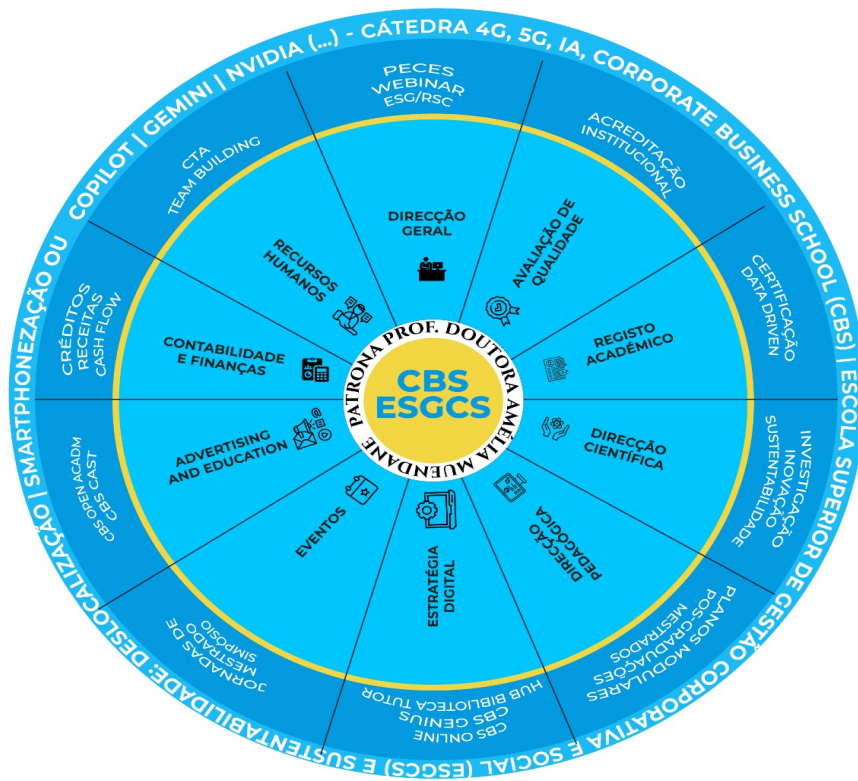 COPILOT | GEMINI | NVIDIA (...) - CÁTEDRA 4G, 5G, IA, CORPORATE BUSINESS SCHOOL (CBS) | ESCOLA SUPERIOR DE GESTÃO CORPORATIVA E SOCIAL (ESGCS) E SUSTENTABILIDADE: DESLOCALIZAÇÃO | SMARTPHONEZAÇÃO OU
PECES
WEBINAR
ESG/RSC
ACREDITAÇÃO
INSTITUCIONAL
CERTIFICAÇÃO
DATA DRIVEN
INVESTIGAÇÃO
INOVAÇÃO
SUSTENTABILIDADE
PLANOS MODULARES
POS-GRADUAÇÕES
MESTRADOS
CBS ONLINE
CBS GENIUS
HUB BIBLIOTECA TUTOR
JORNADAS DE
MESTRADO
SIMPÓSIO
CBS OPEN ACADM
CBS CAST
CRÉDITOS
RECEITAS
CASH FLOW
CTA
TEAM BUILDING
DIRECÇÃO
GERAL
AVALIAÇÃO DE
QUALIDADE
REGISTO
ACADÉMICO
DIRECÇÃO
CIENTÍFICA
DIRECÇÃO
PEDAGÓGICA
ESTRATÉGIA
DIGITAL
EVENTOS
ADVERTISING
AND EDUCATION
CONTABILIDADE
E FINANÇAS
RECURSOS
HUMANOS
PATRONA PROF. DOUTORA AMÉLIA MUENDANE
CBS
ESGCS